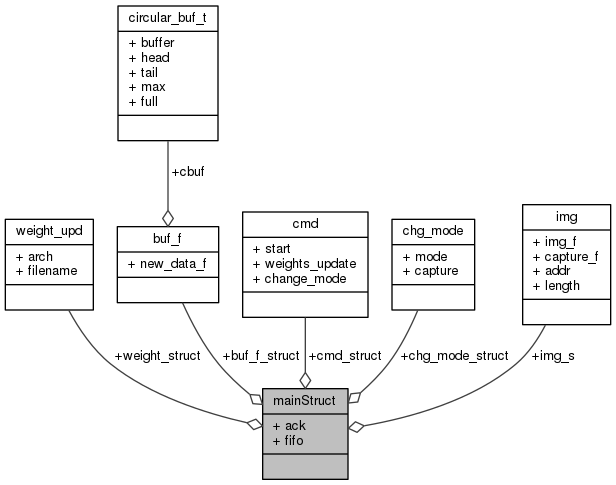 circular_buf_t
+ buffer
+ head
+ tail
+ max
+ full
+cbuf
weight_upd
+ arch
+ filename
buf_f
+ new_data_f
cmd
+ start
+ weights_update
+ change_mode
chg_mode
+ mode
+ capture
img
+ img_f
+ capture_f
+ addr
+ length
+weight_struct
+buf_f_struct
+cmd_struct
+chg_mode_struct
+img_s
mainStruct
+ ack
+ fifo